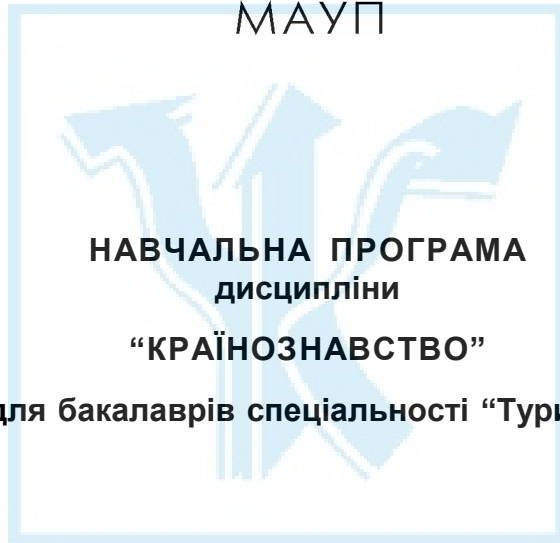 МАУП
НАВЧАЛЬНА ПРОГРАМА
дисципліни
“КРАЇНОЗНАВСТВО”
для бакалаврів спеціальності “Тури